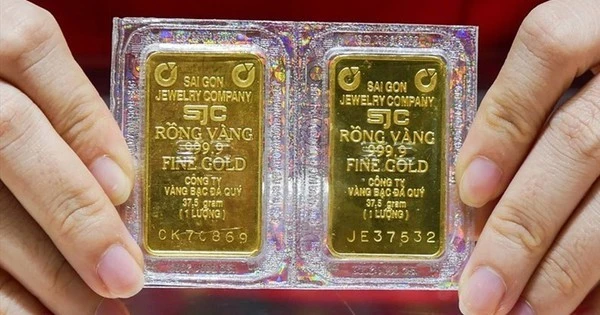 SAI GON
JEWELRY COMPANY
SJC
RỒNG VÀNG
999.9
FINE GOLD
CÔNG TY
VÀNG BẠC ĐÁ QUÝ
37,5 gram
(1 LƯỢNG)
SAI GON
JEWELRY COMPANY
SJC
RỒNG VÀNG
999.9
FINE GOLD
CÔNG TY
VÀNG BẠC ĐÁ QUÝ
37,5 gram
(1 LƯỢNG)
JE37532